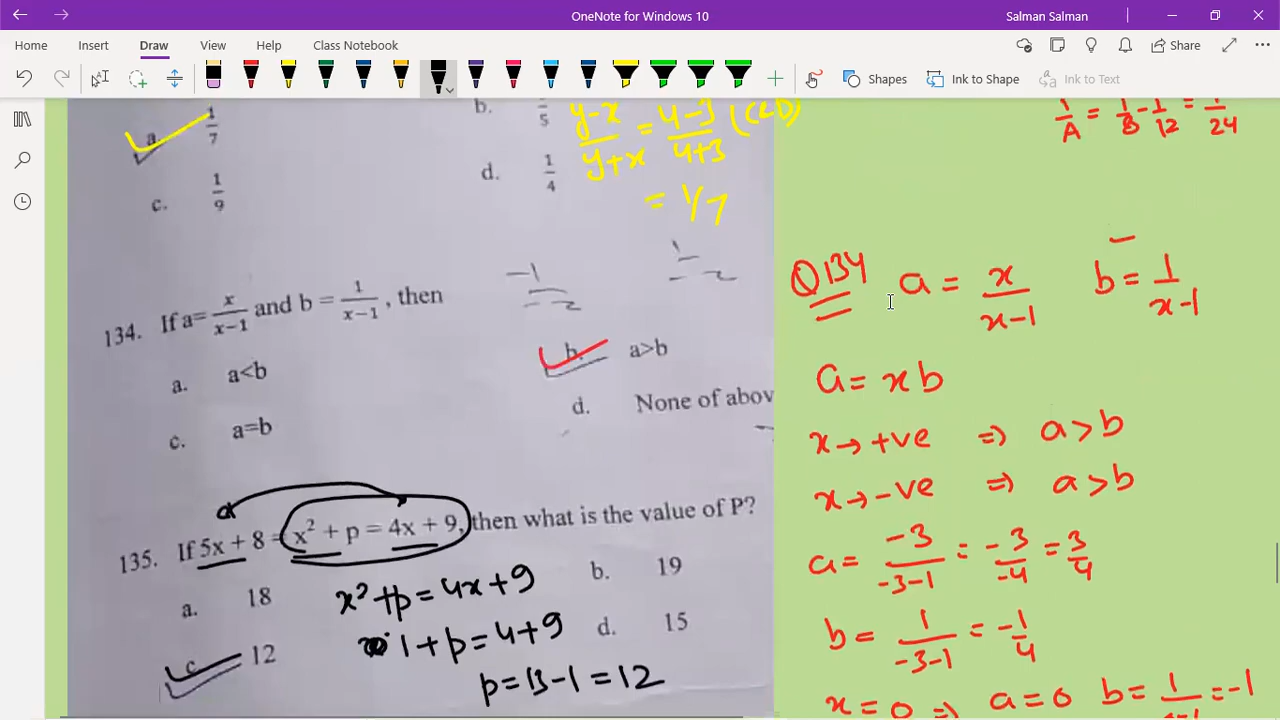 OneNote for Windows 10
Salman Salman
Home Insert Draw View Help Class Notebook
Share
Shapes Ink to Shape Ink to Text
a. 1/7
b. /5
(y-x)/(y+x) = (4-3)/(4+3) (C&D)
= 1/7
c. 1/9
d. 1/4
1/A = 1/8 - 1/12 = 1/24
134. If a= x/(x−1) and b = 1/(x−1) , then
a. a<b
b. a>b
c. a=b
d. None of abov
Q134 a = x/(x-1) b = 1/(x-1)
a = xb
x → +ve ⇒ a > b
x → -ve ⇒ a > b
a = -3/(-3-1) = -3/-4 = 3/4
b = 1/(-3-1) = -1/4
x = 0 ⇒ a = 0 b = 1/ = -1
135. If 5x + 8 = x² + p = 4x + 9, then what is the value of P?
a. 18
b. 19
c. 12
d. 15
x² + p = 4x + 9
1 + p = 4 + 9
p = 13 - 1 = 12